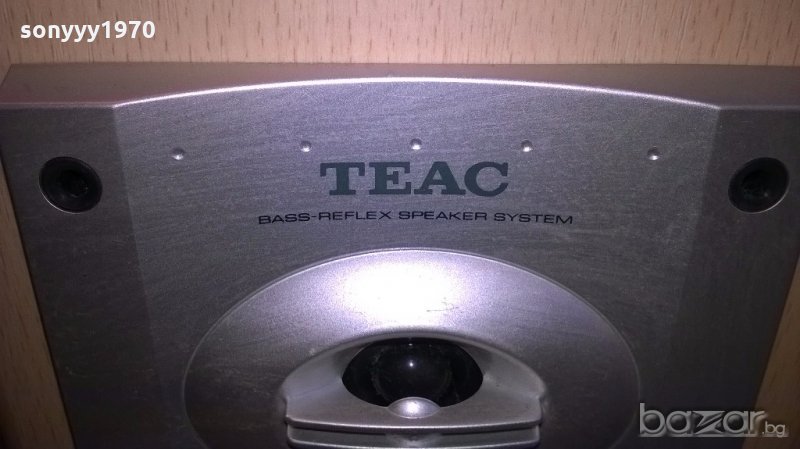 sonyyy1970
TEAC
BASS-REFLEX SPEAKER SYSTEM
bazar.bg